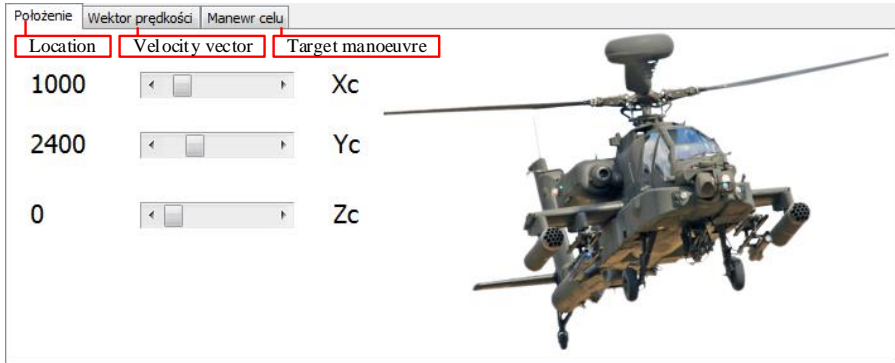 Położenie Wektor prędkości Manewr celu
Location Velocity vector Target manoeuvre
1000 Xc
2400 Yc
0 Zc